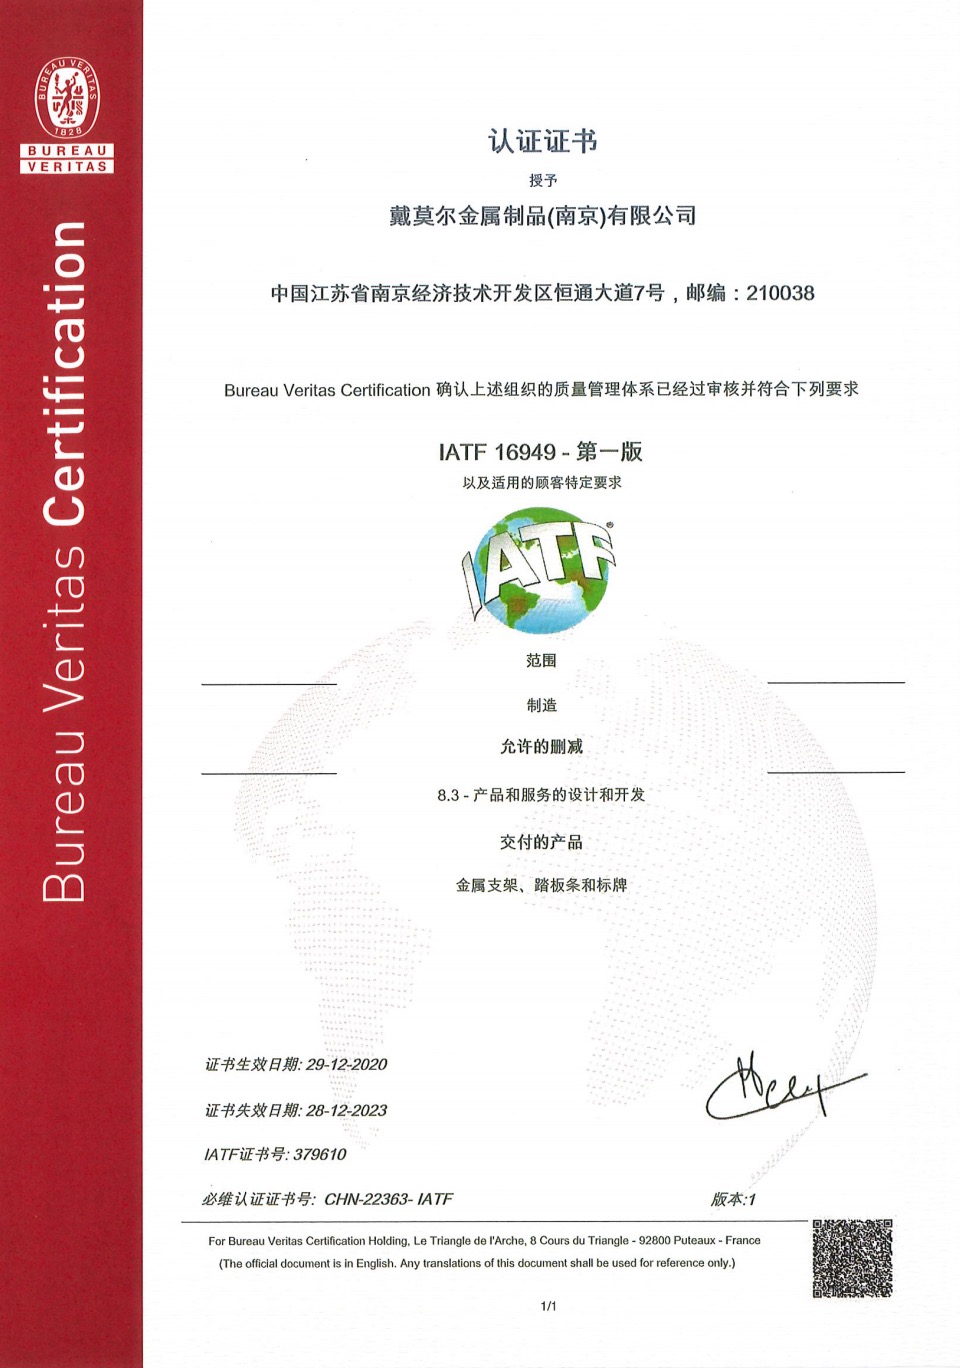 BUREAU VERITAS
1828
BUREAU
VERITAS
Bureau Veritas Certification
认证证书
授予
戴莫尔金属制品(南京)有限公司
中国江苏省南京经济技术开发区恒通大道7号，邮编：210038
Bureau Veritas Certification 确认上述组织的质量管理体系已经过审核并符合下列要求
IATF 16949 - 第一版
以及适用的顾客特定要求
IATF®
范围
制造
允许的删减
8.3 - 产品和服务的设计和开发
交付的产品
金属支架、踏板条和标牌
证书生效日期: 29-12-2020
证书失效日期: 28-12-2023
IATF证书号: 379610
必维认证证书号: CHN-22363- IATF
版本:1
For Bureau Veritas Certification Holding, Le Triangle de l'Arche, 8 Cours du Triangle - 92800 Puteaux - France
(The official document is in English. Any translations of this document shall be used for reference only.)
1/1